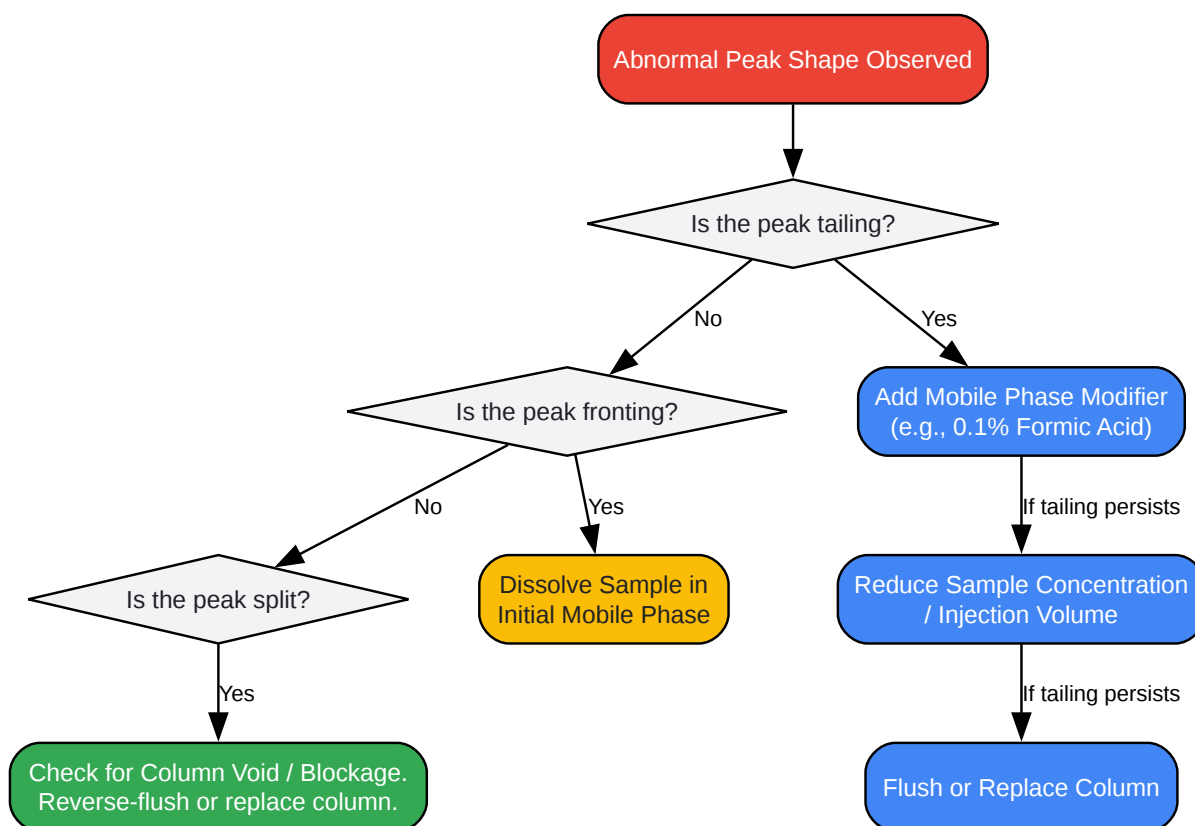 Abnormal Peak Shape Observed
Is the peak tailing?
No
Yes
Is the peak fronting?
Add Mobile Phase Modifier
(e.g., 0.1% Formic Acid)
No
Yes
If tailing persists
Is the peak split?
Dissolve Sample in
Initial Mobile Phase
Reduce Sample Concentration
/ Injection Volume
Yes
If tailing persists
Check for Column Void / Blockage.
Reverse-flush or replace column.
Flush or Replace Column